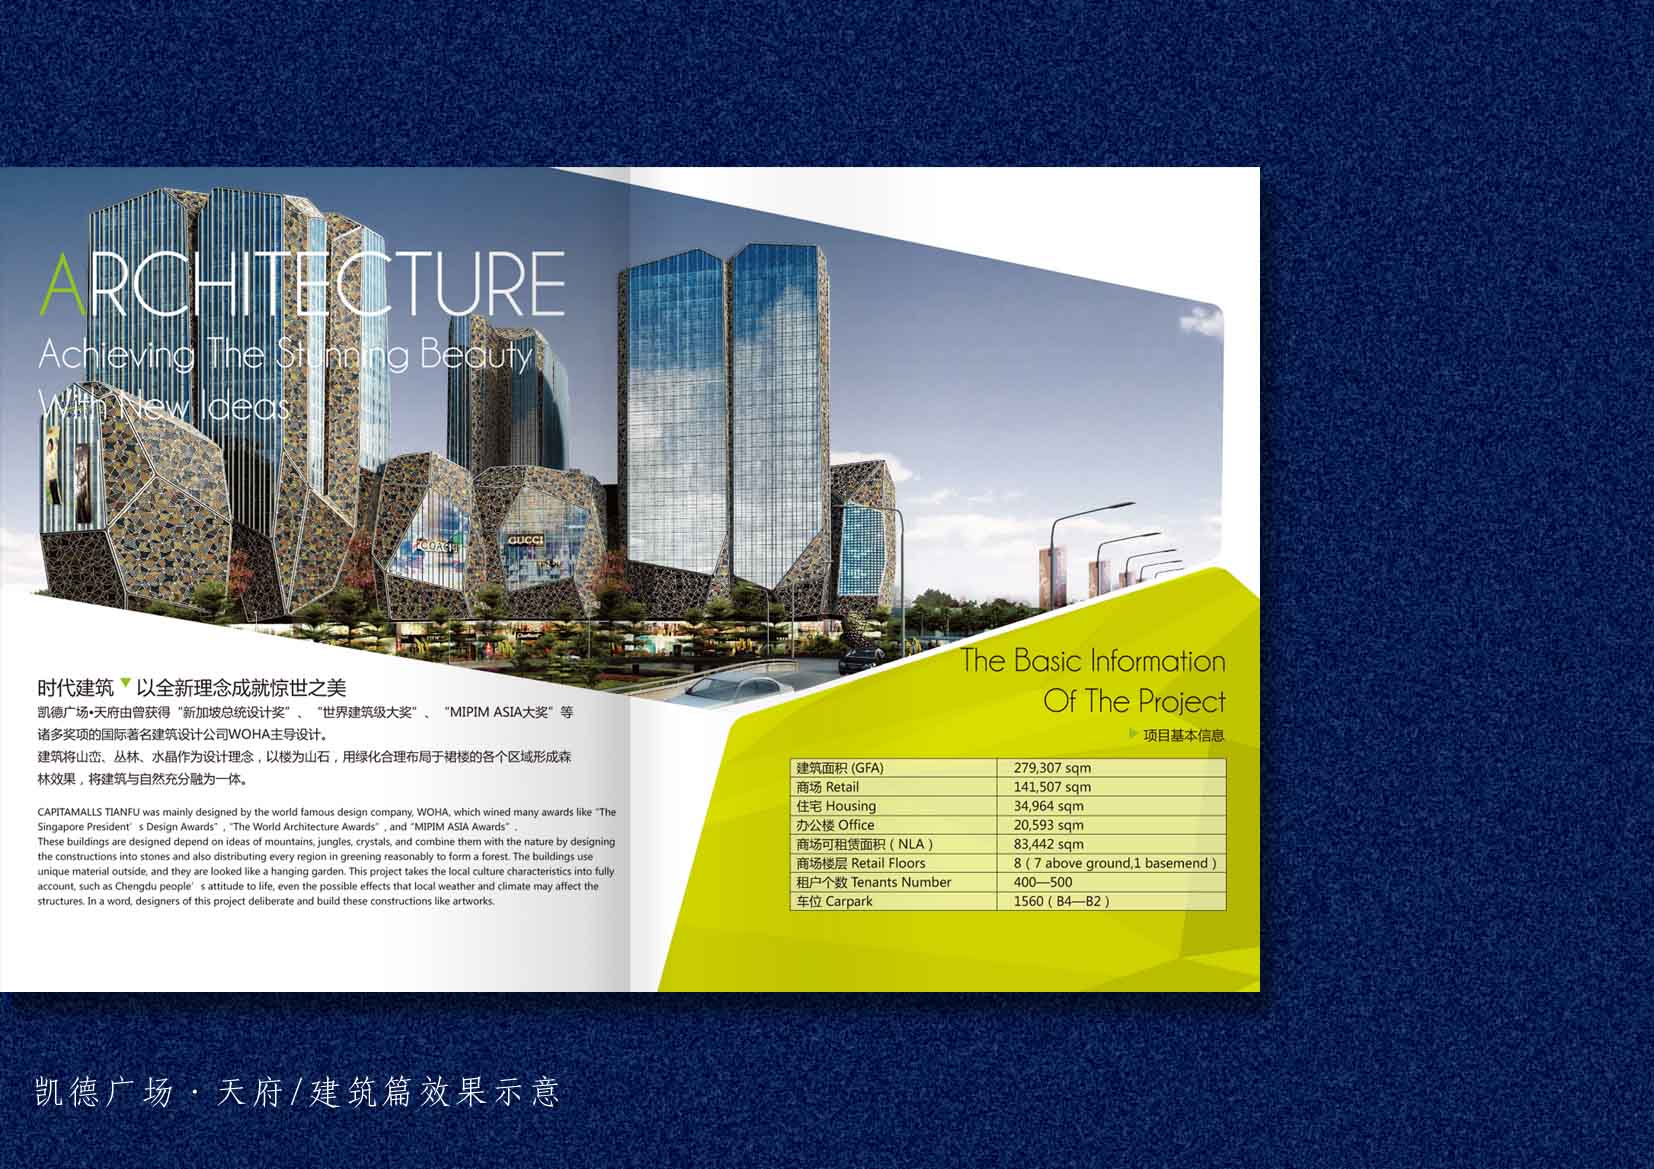 ARCHITECTURE
Achieving The Stunning Beauty
With New Ideas
COACH
GUCCI
时代建筑 以全新理念成就惊世之美
凯德广场•天府由曾获得“新加坡总统设计奖”、“世界建筑级大奖”、“MIPIM ASIA大奖”等
诸多奖项的国际著名建筑设计公司WOHA主导设计。
建筑将山峦、丛林、水晶作为设计理念，以楼为山石，用绿化合理布局于裙楼的各个区域形成森
林效果，将建筑与自然充分融为一体。
CAPITAMALLS TIANFU was mainly designed by the world famous design company, WOHA, which wined many awards like “The
Singapore President’s Design Awards”, “The World Architecture Awards”, and “MIPIM ASIA Awards”.
These buildings are designed depend on ideas of mountains, jungles, crystals, and combine them with the nature by designing
the constructions into stones and also distributing every region in greening reasonably to form a forest. The buildings use
unique material outside, and they are looked like a hanging garden. This project takes the local culture characteristics into fully
account, such as Chengdu people’s attitude to life, even the possible effects that local weather and climate may affect the
structures. In a word, designers of this project deliberate and build these constructions like artworks.
The Basic Information
Of The Project
项目基本信息
建筑面积 (GFA) 279,307 sqm
商场 Retail 141,507 sqm
住宅 Housing 34,964 sqm
办公楼 Office 20,593 sqm
商场可租赁面积（NLA） 83,442 sqm
商场楼层 Retail Floors 8（7 above ground,1 basemend）
租户个数 Tenants Number 400—500
车位 Carpark 1560（B4—B2）
凯德广场·天府/建筑篇效果示意